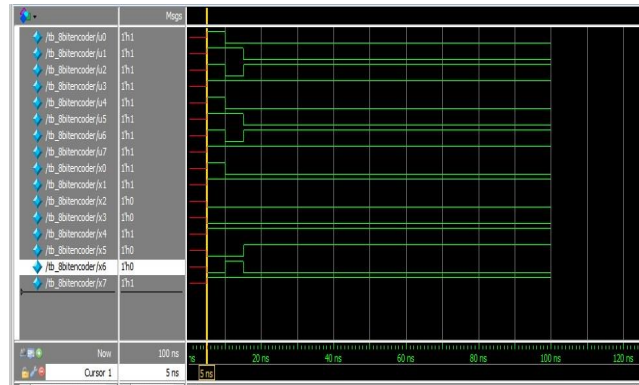 Msgs
/tb_8bitencoder/u0 1'h1
/tb_8bitencoder/u1 1'h1
/tb_8bitencoder/u2 1'h1
/tb_8bitencoder/u3 1'h1
/tb_8bitencoder/u4 1'h1
/tb_8bitencoder/u5 1'h1
/tb_8bitencoder/u6 1'h1
/tb_8bitencoder/u7 1'h1
/tb_8bitencoder/x0 1'h1
/tb_8bitencoder/x1 1'h1
/tb_8bitencoder/x2 1'h0
/tb_8bitencoder/x3 1'h0
/tb_8bitencoder/x4 1'h1
/tb_8bitencoder/x5 1'h0
/tb_8bitencoder/x6 1'h0
/tb_8bitencoder/x7 1'h1
Now 100 ns ns 20 ns 40 ns 60 ns 80 ns 100 ns 120 ns
Cursor 1 5 ns 5 ns